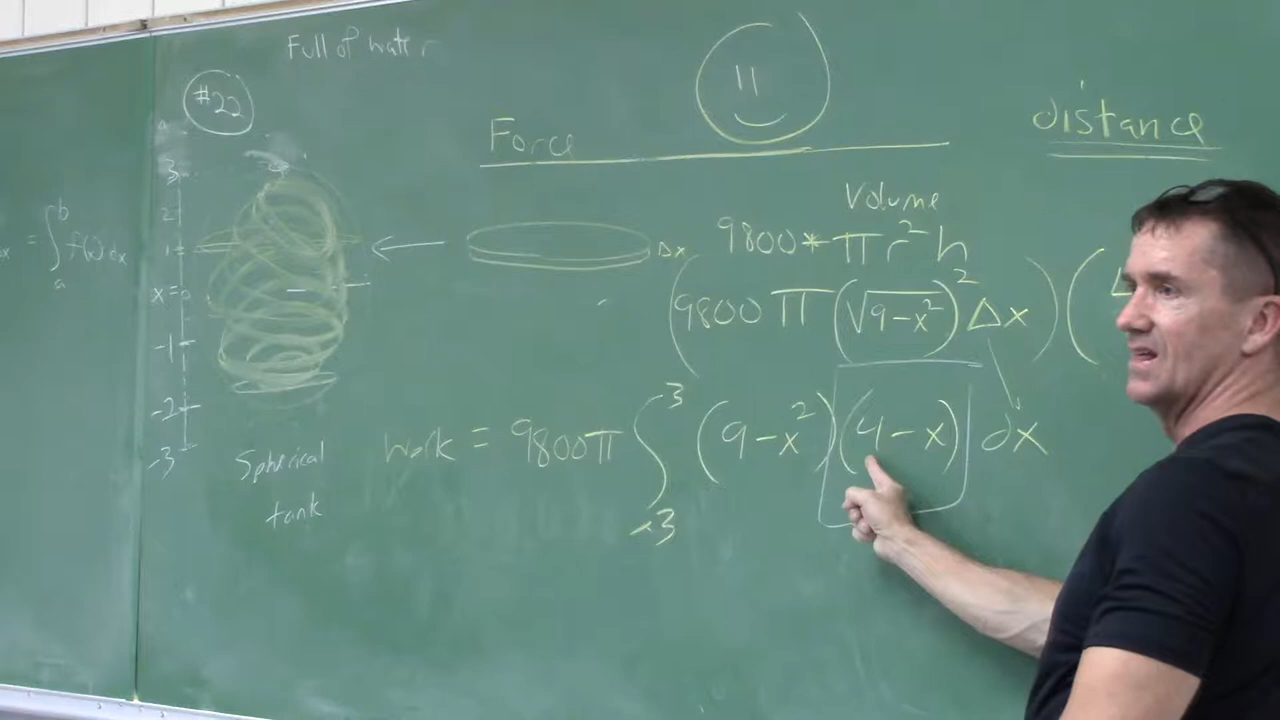 Full of water
#22
Force
distance
Volume
9800 * π r² h
Δx
(9800 π (√9-x²)² Δx) (
= ∫ₐᵇ f(x) dx
3
2
1
x=0
-1
-2
-3
Work = 9800π ∫₋₃³ (9-x²)(4-x) dx
Spherical
tank